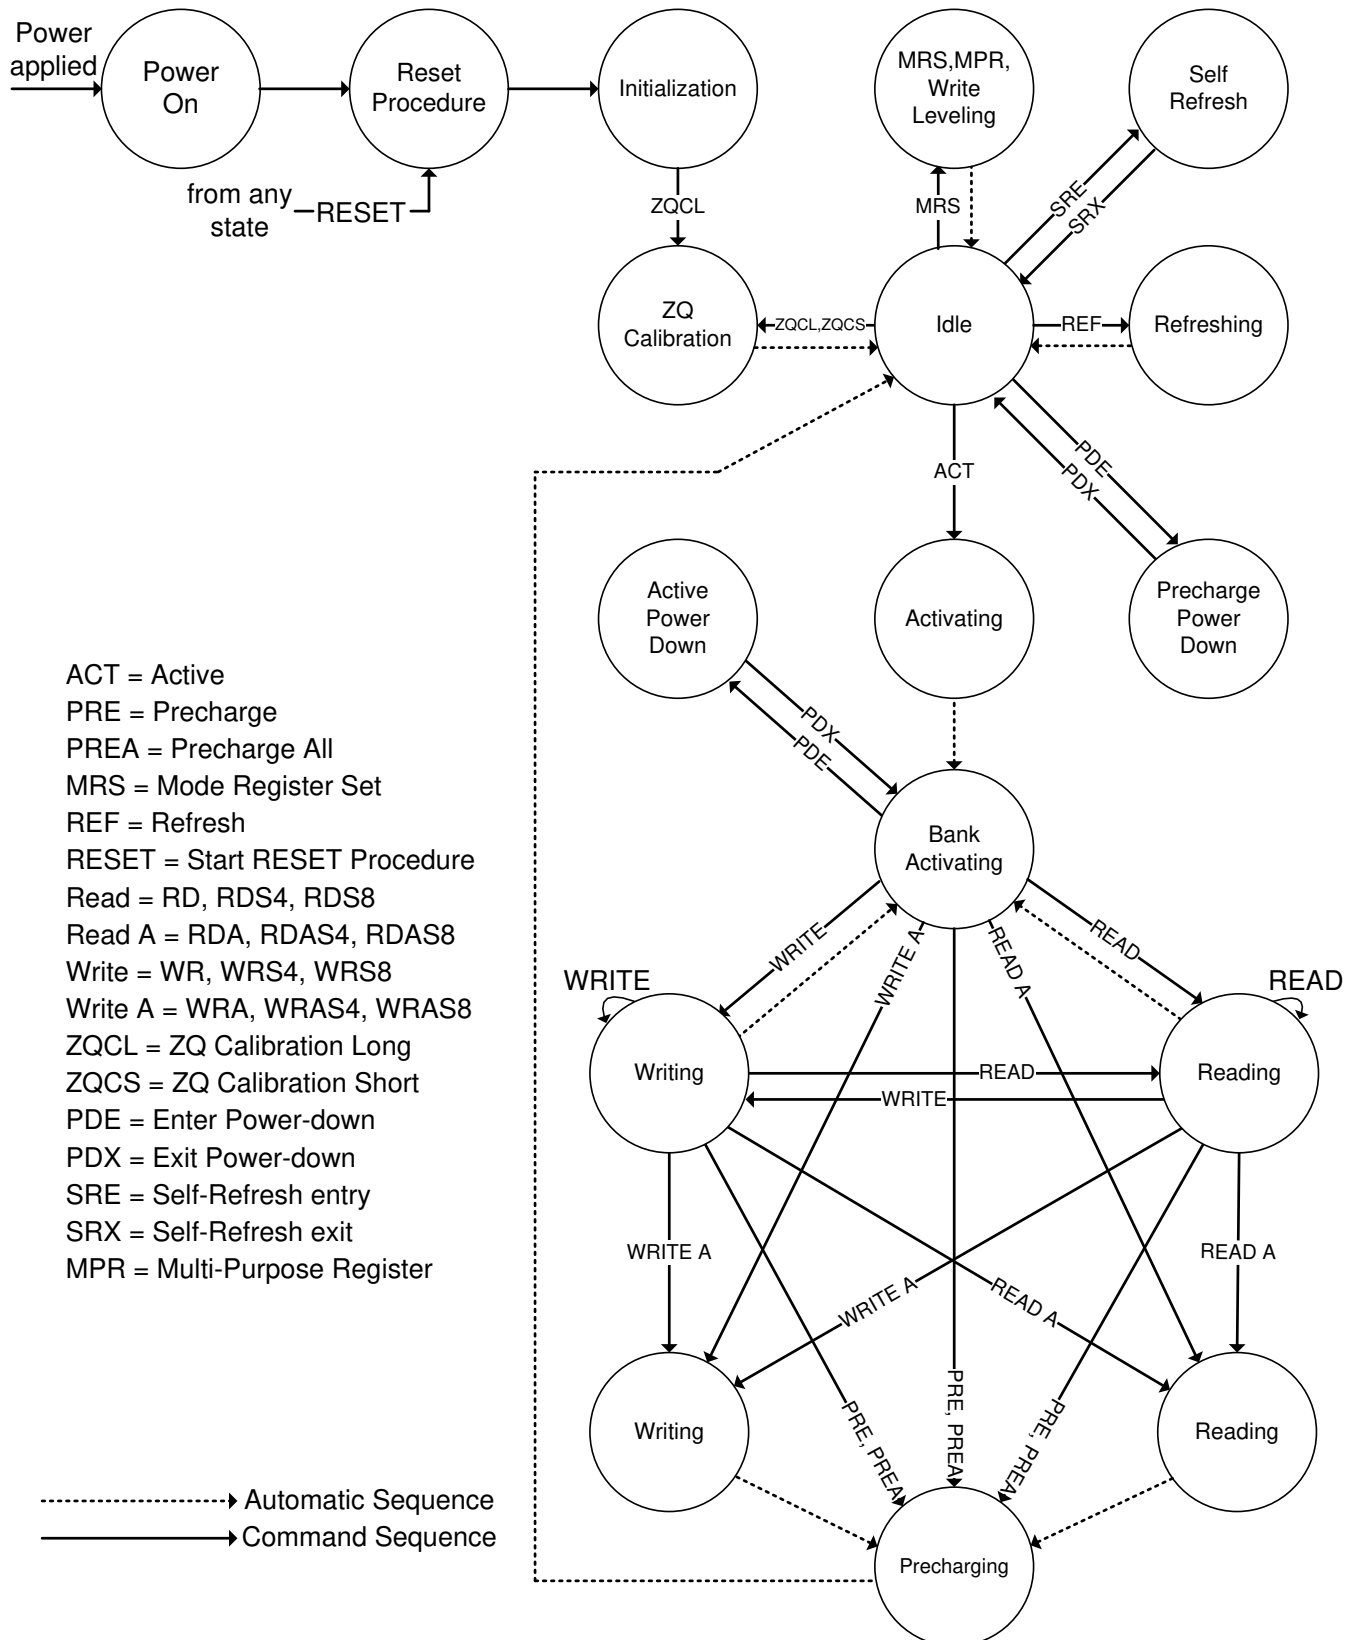 Power
applied
Power
On
Reset
Procedure
Initialization
MRS,MPR,
Write
Leveling
Self
Refresh
from any
state
RESET
ZQCL
MRS
SRE
SRX
ZQ
Calibration
ZQCL,ZQCS
Idle
REF
Refreshing
ACT
PDE
PDX
Active
Power
Down
Activating
Precharge
Power
Down
PDX
PDE
Bank
Activating
ACT = Active
PRE = Precharge
PREA = Precharge All
MRS = Mode Register Set
REF = Refresh
RESET = Start RESET Procedure
Read = RD, RDS4, RDS8
Read A = RDA, RDAS4, RDAS8
Write = WR, WRS4, WRS8
Write A = WRA, WRAS4, WRAS8
ZQCL = ZQ Calibration Long
ZQCS = ZQ Calibration Short
PDE = Enter Power-down
PDX = Exit Power-down
SRE = Self-Refresh entry
SRX = Self-Refresh exit
MPR = Multi-Purpose Register
WRITE
WRITE A
READ A
READ
WRITE
READ
Writing
READ
WRITE
Reading
WRITE A
WRITE A
READ A
READ A
PRE, PREA
PRE, PREA
PRE, PREA
Writing
Reading
Precharging
Automatic Sequence
Command Sequence